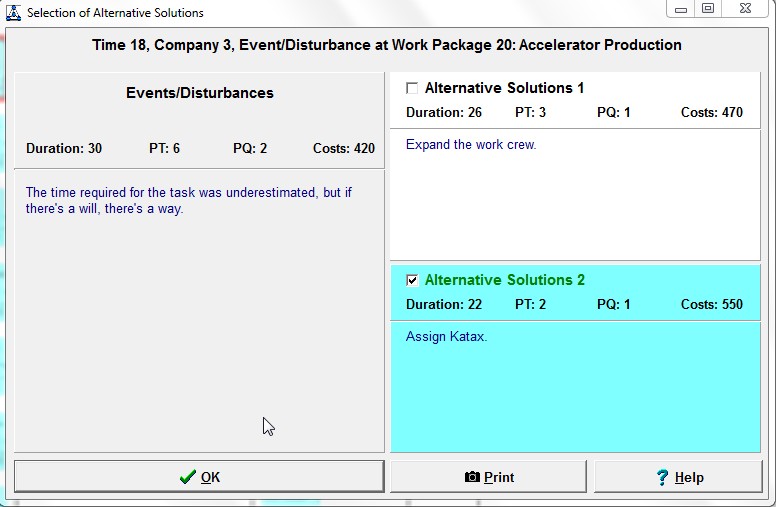 Selection of Alternative Solutions
Time 18, Company 3, Event/Disturbance at Work Package 20: Accelerator Production
Events/Disturbances
Duration: 30 PT: 6 PQ: 2 Costs: 420
The time required for the task was underestimated, but if
there's a will, there's a way.
Alternative Solutions 1
Duration: 26 PT: 3 PQ: 1 Costs: 470
Expand the work crew.
Alternative Solutions 2
Duration: 22 PT: 2 PQ: 1 Costs: 550
Assign Katax.
OK
Print
Help